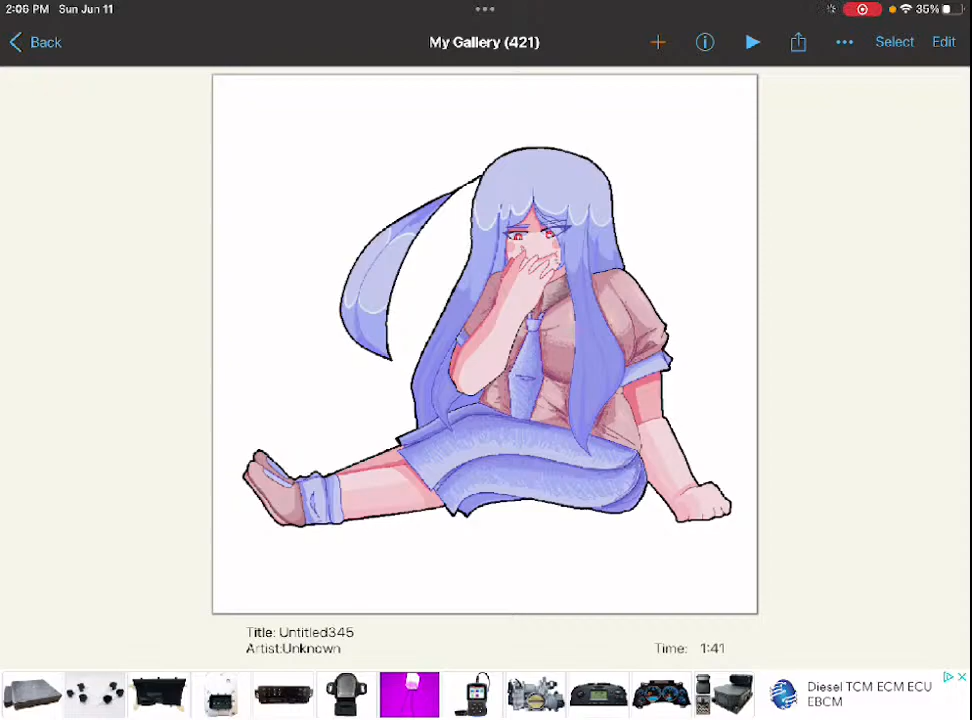 2:06 PM Sun Jun 11
35%
Back
My Gallery (421)
Select
Edit
Title: Untitled345
Artist:Unknown
Time: 1:41
Diesel TCM ECM ECU
EBCM